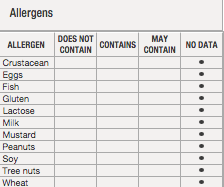 Allergens
ALLERGEN DOES NOT CONTAIN CONTAINS MAY CONTAIN NO DATA
Crustacean •
Eggs •
Fish •
Gluten •
Lactose •
Milk •
Mustard •
Peanuts •
Soy •
Tree nuts •
Wheat •